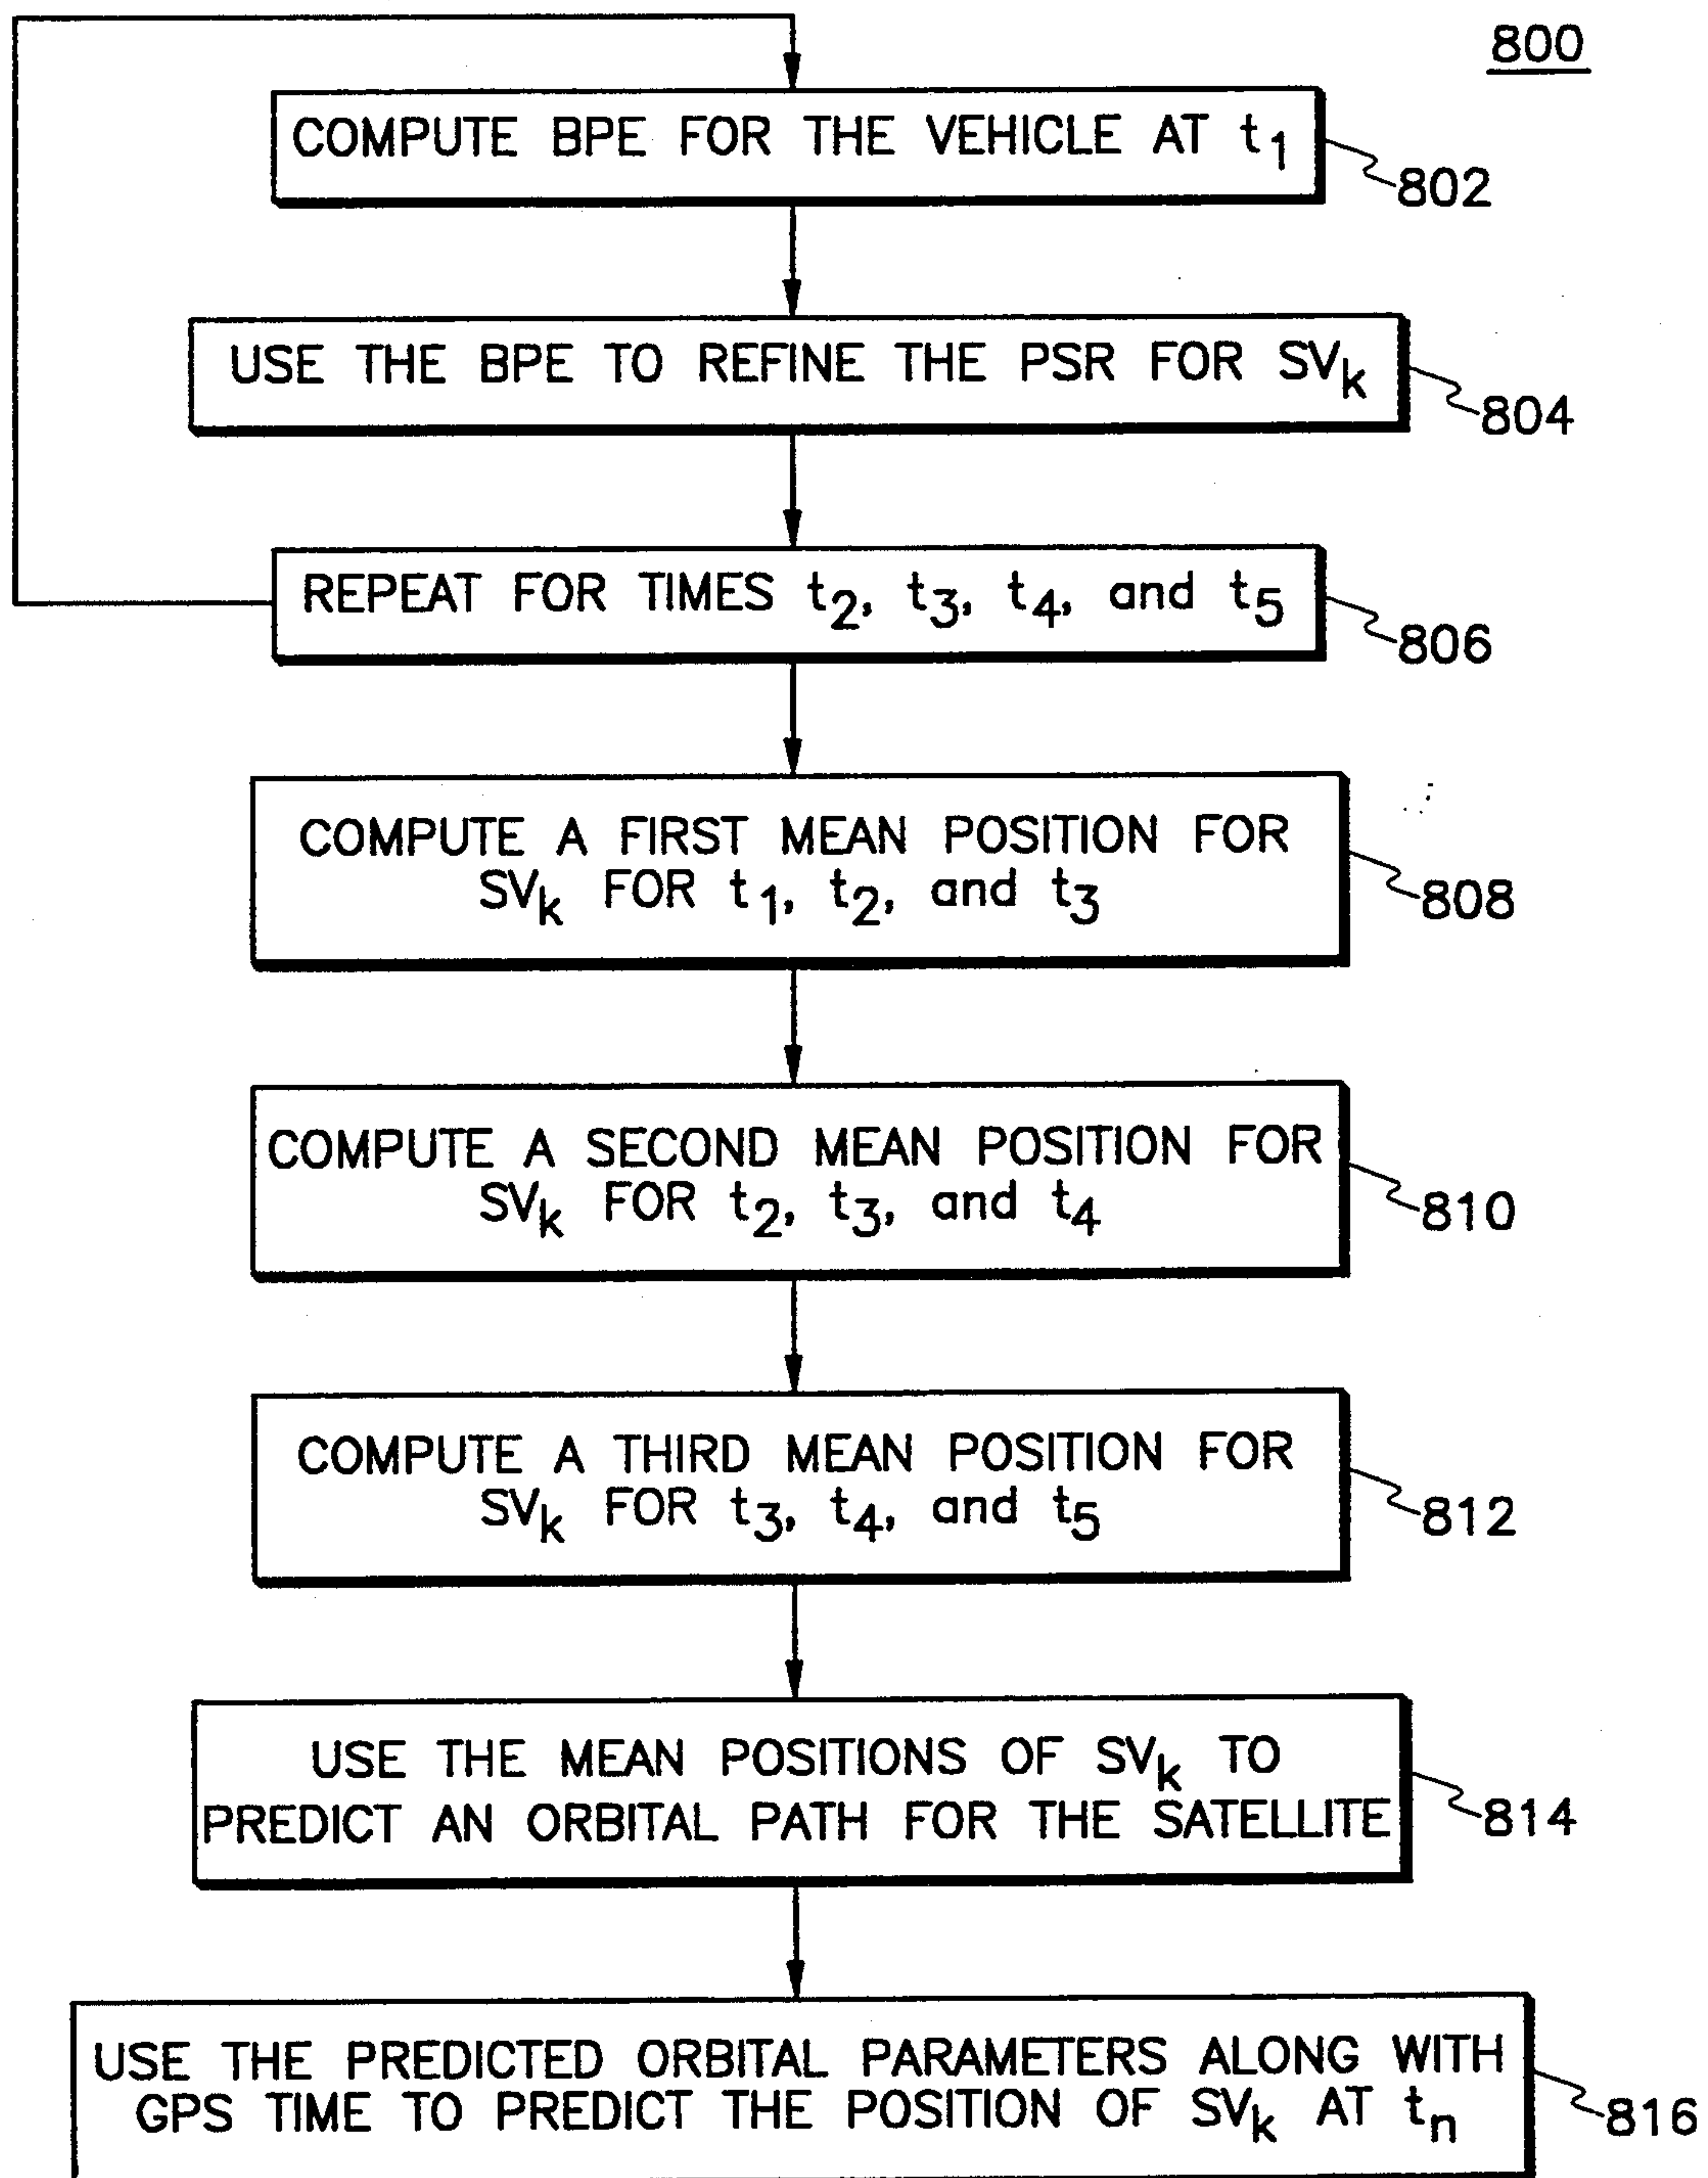 800
COMPUTE BPE FOR THE VEHICLE AT t₁
802
USE THE BPE TO REFINE THE PSR FOR SVₖ
804
REPEAT FOR TIMES t₂, t₃, t₄, and t₅
806
COMPUTE A FIRST MEAN POSITION FOR
SVₖ FOR t₁, t₂, and t₃
808
COMPUTE A SECOND MEAN POSITION FOR
SVₖ FOR t₂, t₃, and t₄
810
COMPUTE A THIRD MEAN POSITION FOR
SVₖ FOR t₃, t₄, and t₅
812
USE THE MEAN POSITIONS OF SVₖ TO
PREDICT AN ORBITAL PATH FOR THE SATELLITE
814
USE THE PREDICTED ORBITAL PARAMETERS ALONG WITH
GPS TIME TO PREDICT THE POSITION OF SVₖ AT tₙ
816